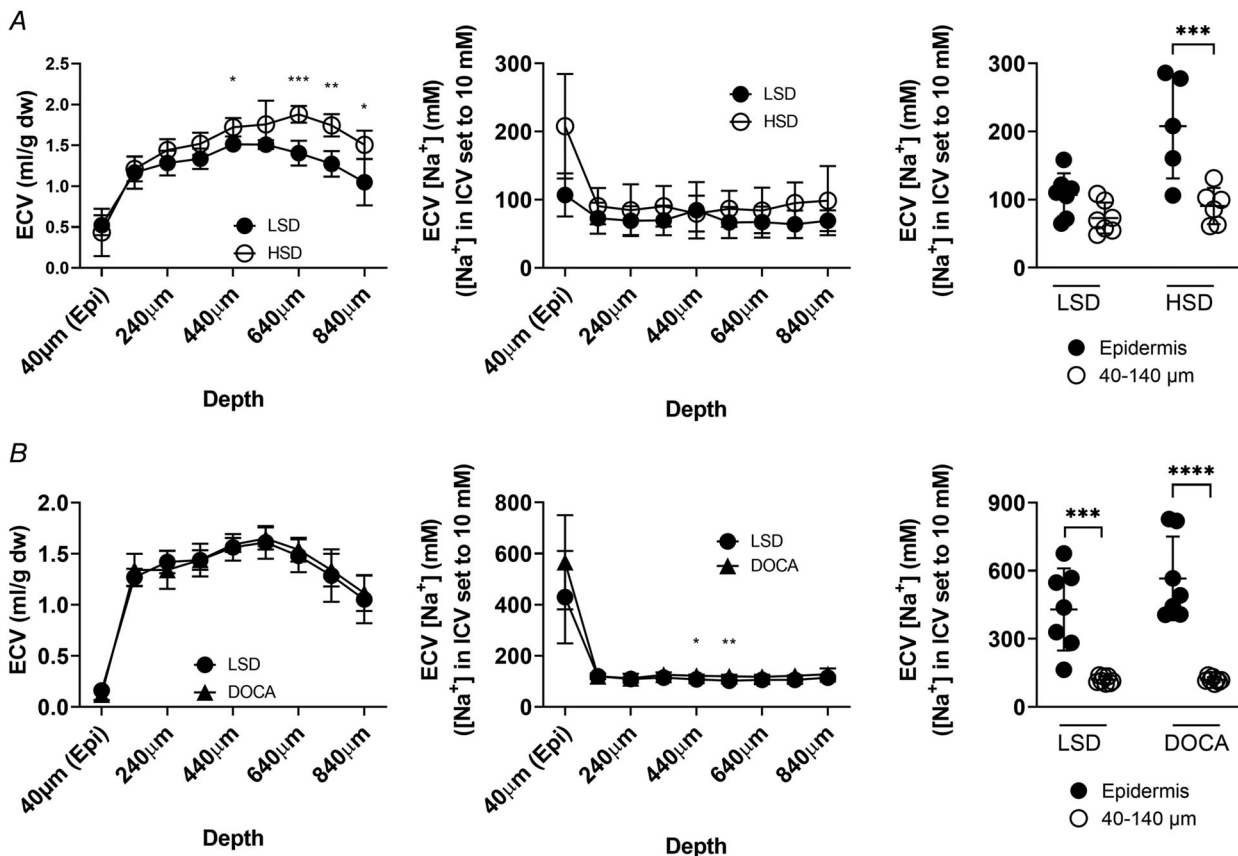 A
ECV (ml/g dw)
2.5
2.0
1.5
1.0
0.5
0.0
*
***
**
*
LSD
HSD
40μm (Epi)
240μm
440μm
640μm
840μm
Depth
ECV [Na⁺] (mM)
([Na⁺] in ICV set to 10 mM)
300
200
100
0
LSD
HSD
40μm (Epi)
240μm
440μm
640μm
840μm
Depth
ECV [Na⁺] (mM)
([Na⁺] in ICV set to 10 mM)
300
200
100
0
***
LSD
HSD
Epidermis
40-140 μm
B
ECV (ml/g dw)
2.0
1.5
1.0
0.5
0.0
LSD
DOCA
40μm (Epi)
240μm
440μm
640μm
840μm
Depth
ECV [Na⁺] (mM)
([Na⁺] in ICV set to 10 mM)
800
600
400
200
0
LSD
DOCA
*
**
40μm (Epi)
240μm
440μm
640μm
840μm
Depth
ECV [Na⁺] (mM)
([Na⁺] in ICV set to 10 mM)
900
600
300
0
***
****
LSD
DOCA
Epidermis
40-140 μm